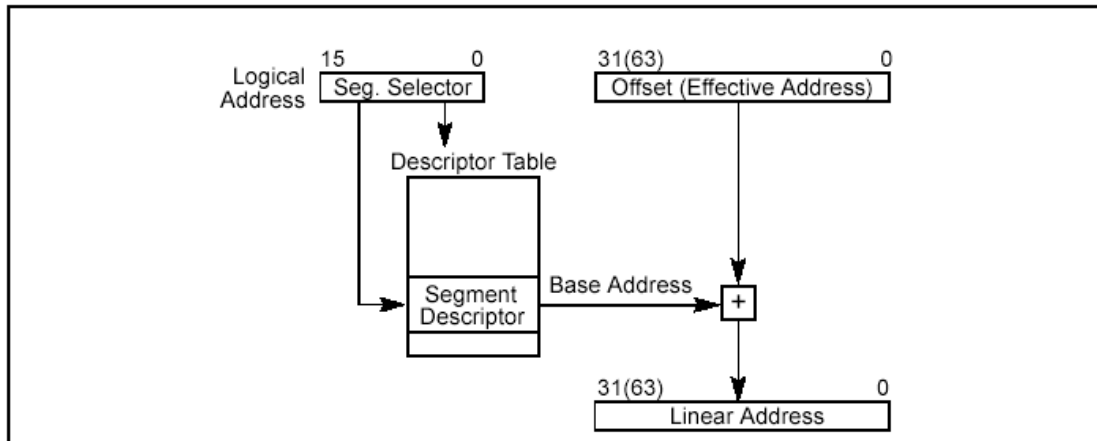 15 0
31(63) 0
Logical
Address
Seg. Selector
Offset (Effective Address)
Descriptor Table
Segment
Descriptor
Base Address
+
31(63) 0
Linear Address